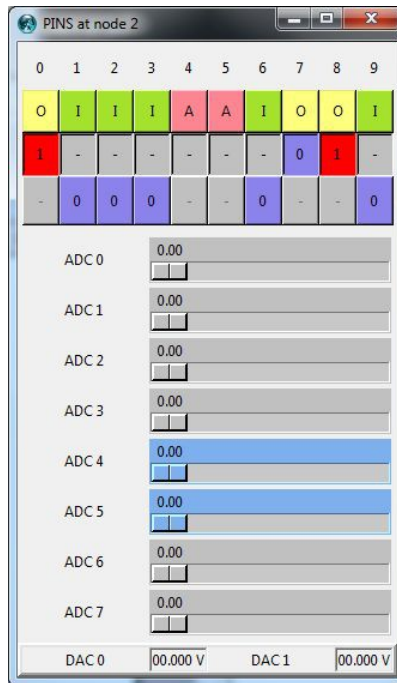 PINS at node 2
0 1 2 3 4 5 6 7 8 9
O I I I A A I O O I
1 - - - - - - 0 1 -
- 0 0 0 - - 0 - - 0
0.00
ADC 0
0.00
ADC 1
0.00
ADC 2
0.00
ADC 3
0.00
ADC 4
0.00
ADC 5
0.00
ADC 6
0.00
ADC 7
DAC 0 00.000 V DAC 1 00.000 V